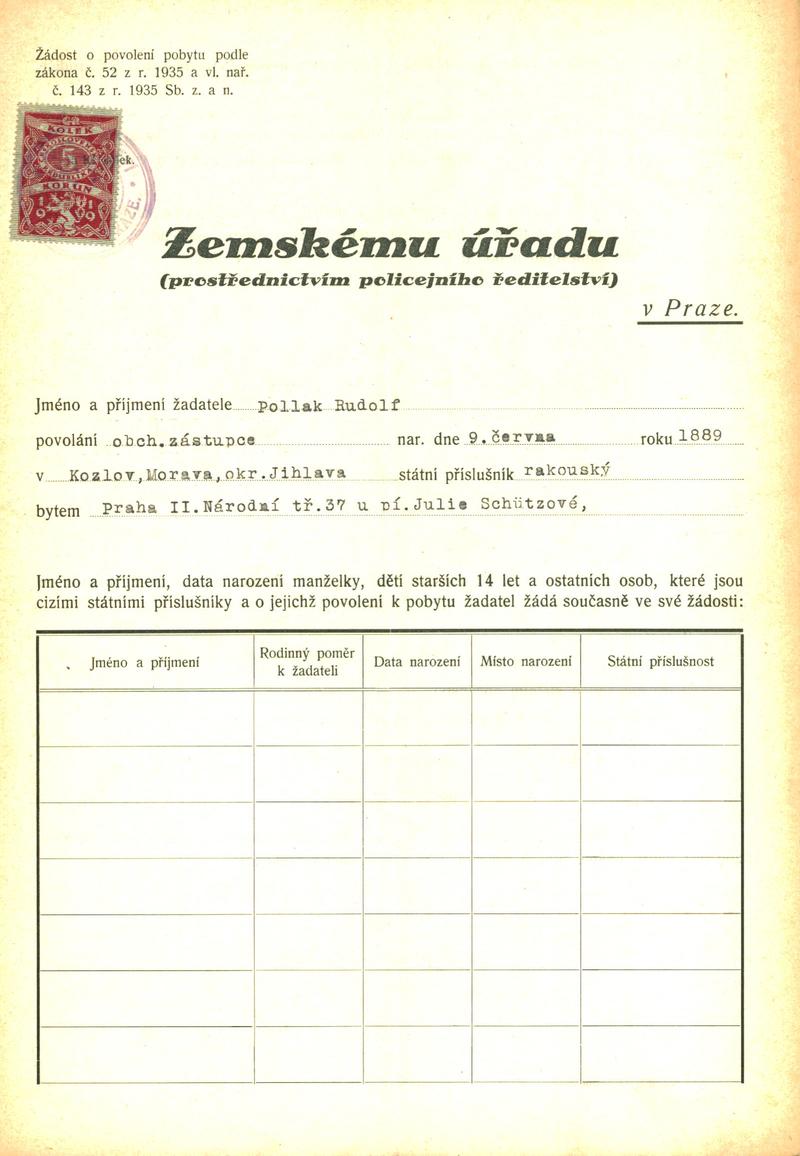 Žádost o povolení pobytu podle
zákona č. 52 z r. 1935 a vl. nař.
č. 143 z r. 1935 Sb. z. a n.
KOLEK
5
KORUN
1919
Zemskému úřadu
(prostřednictvím policejního ředitelství)
v Praze.
Jméno a příjmení žadatele Pollak Rudolf
povolání obch.zástupce nar. dne 9.června roku 1889
v Kozlov,Morava,okr.Jihlava státní příslušník rakouský
bytem Praha II.Národní tř.37 u pí.Julie Schützové,
Jméno a příjmení, data narození manželky, dětí starších 14 let a ostatních osob, které jsou
cizími státními příslušníky a o jejichž povolení k pobytu žadatel žádá současně ve své žádosti:
Jméno a příjmení
Rodinný poměr
k žadateli
Data narození
Místo narození
Státní příslušnost